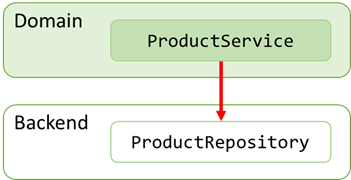 Domain
ProductService
Backend
ProductRepository